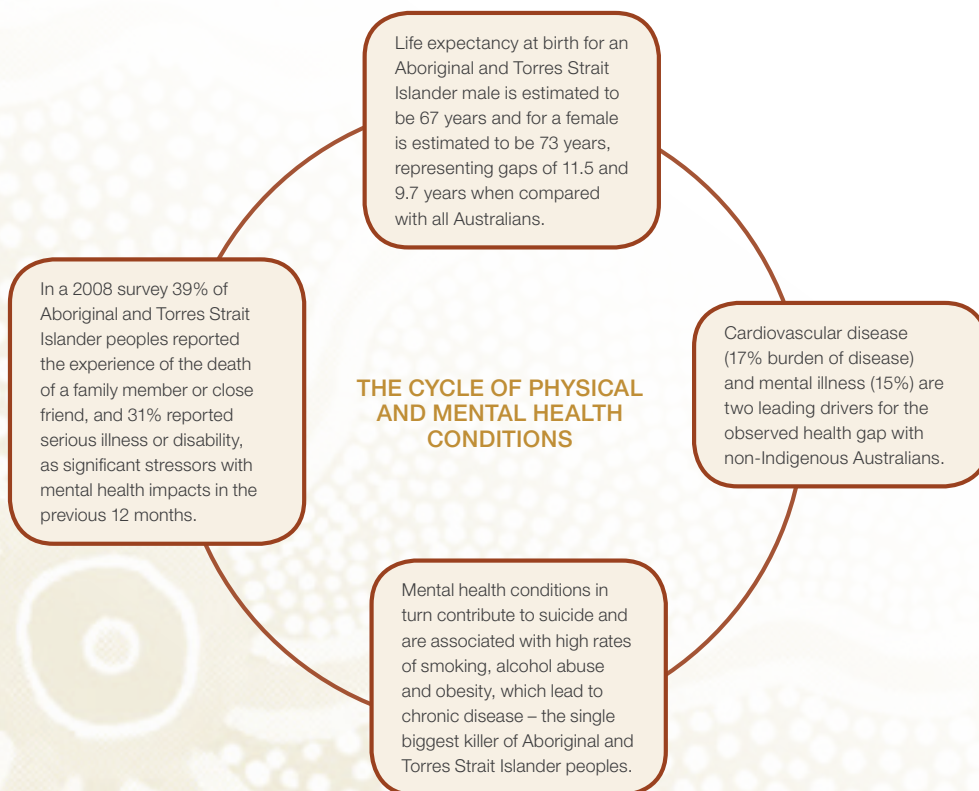 Life expectancy at birth for an
Aboriginal and Torres Strait
Islander male is estimated to
be 67 years and for a female
is estimated to be 73 years,
representing gaps of 11.5 and
9.7 years when compared
with all Australians.
In a 2008 survey 39% of
Aboriginal and Torres Strait
Islander peoples reported
the experience of the death
of a family member or close
friend, and 31% reported
serious illness or disability,
as significant stressors with
mental health impacts in the
previous 12 months.
THE CYCLE OF PHYSICAL
AND MENTAL HEALTH
CONDITIONS
Cardiovascular disease
(17% burden of disease)
and mental illness (15%) are
two leading drivers for the
observed health gap with
non-Indigenous Australians.
Mental health conditions in
turn contribute to suicide and
are associated with high rates
of smoking, alcohol abuse
and obesity, which lead to
chronic disease – the single
biggest killer of Aboriginal and
Torres Strait Islander peoples.